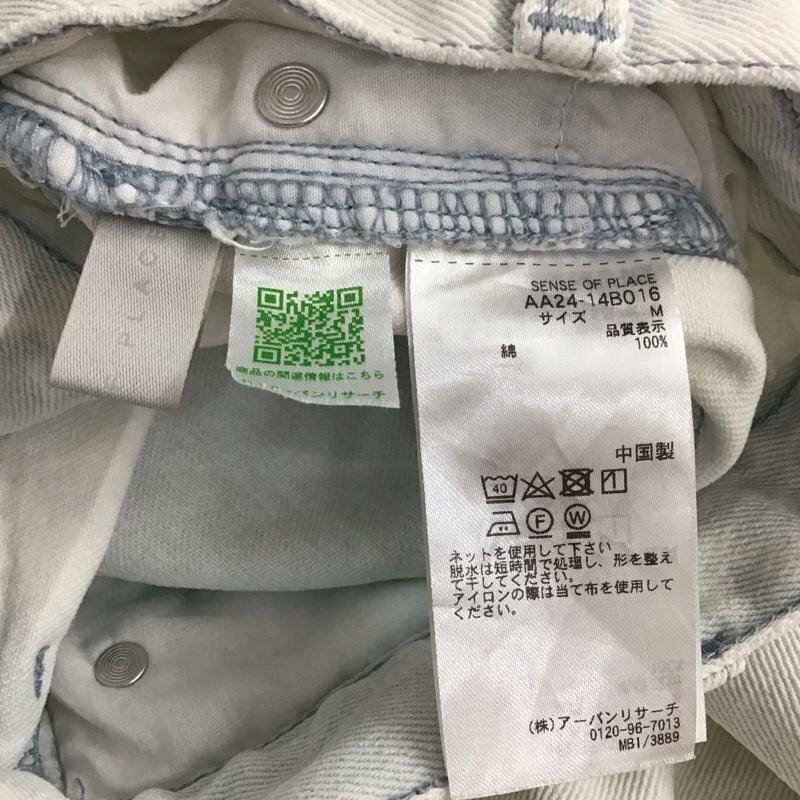 PLACE
商品の関連情報はこちら
アーバンリサーチ
SENSE OF PLACE
AA24-14B016
サイズ M
品質表示
綿 100%
中国製
40
1
F
W
ネットを使用して下さい
脱水は短時間で処理し、形を整え
て干してください。
アイロンの際は当て布を使用して
ください。
(株)アーバンリサーチ
0120-96-7013
MBI/3889